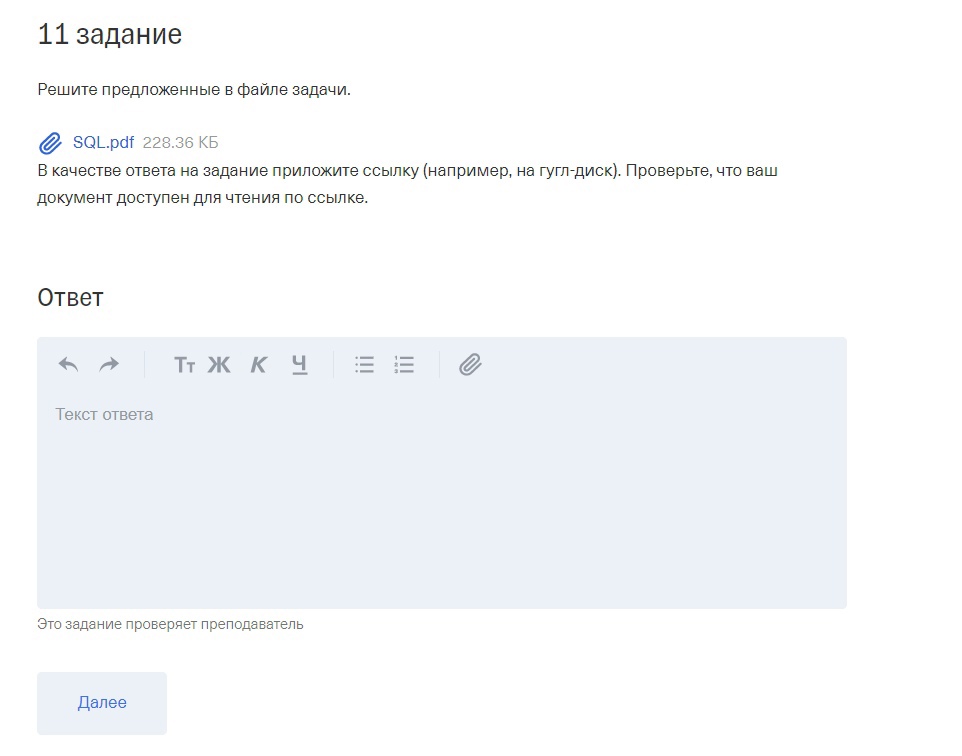 11 задание
Решите предложенные в файле задачи.
SQL.pdf 228.36 КБ
В качестве ответа на задание приложите ссылку (например, на гугл-диск). Проверьте, что ваш
документ доступен для чтения по ссылке.
Ответ
Тт Ж К Ч
Текст ответа
Это задание проверяет преподаватель
Далее